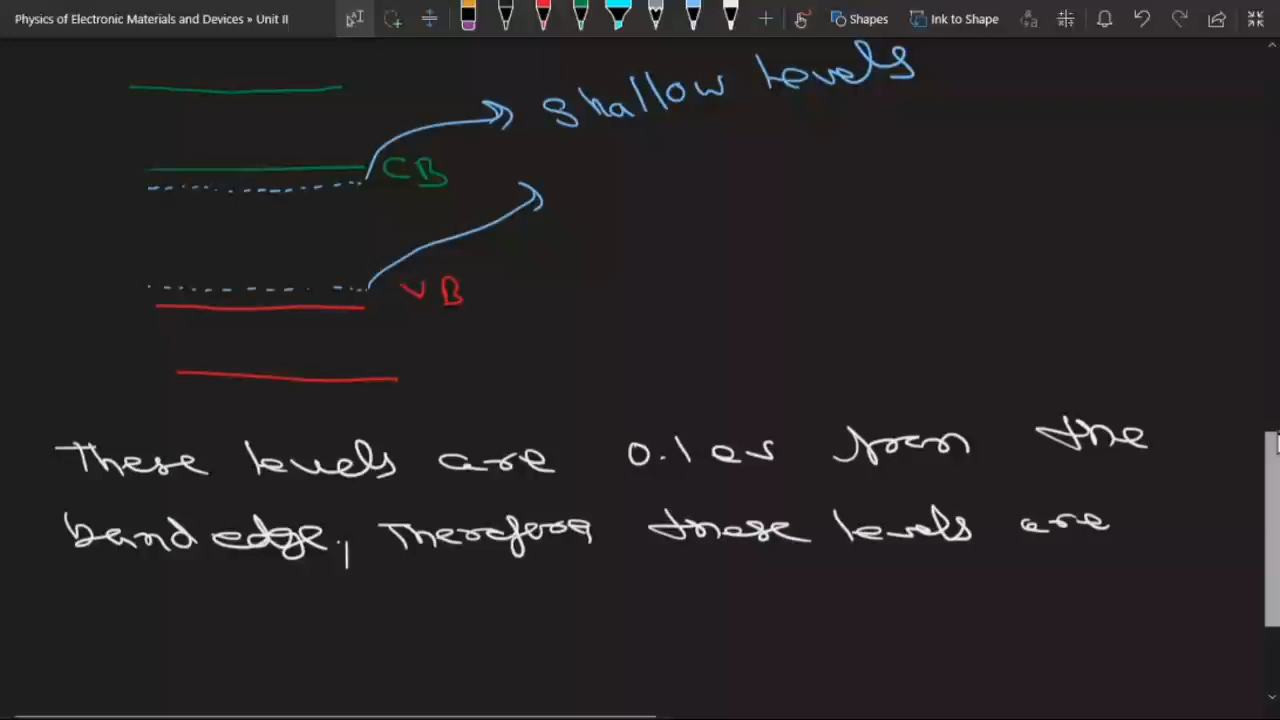 Physics of Electronic Materials and Devices » Unit II
Shapes
Ink to Shape
shallow levels
CB
VB
These levels are 0.1 ev from the
band edge, Therefore these levels are